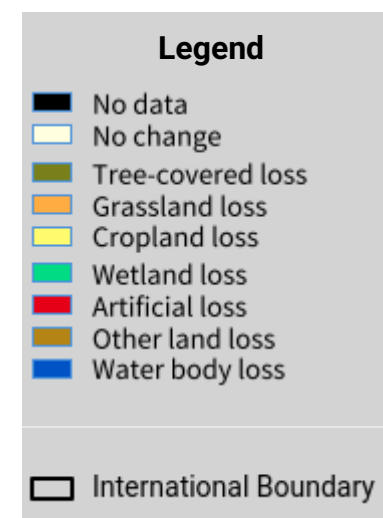 Legend
No data
No change
Tree-covered loss
Grassland loss
Cropland loss
Wetland loss
Artificial loss
Other land loss
Water body loss
International Boundary